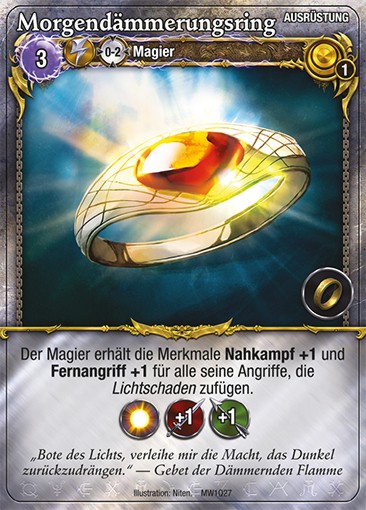 Morgendämmerungsring AUSRÜSTUNG
3 0-2 Magier 1
Der Magier erhält die Merkmale Nahkampf +1 und
Fernangriff +1 für alle seine Angriffe, die
Lichtschaden zufügen.
+1 +1
„Bote des Lichts, verleihe mir die Macht, das Dunkel
zurückzudrängen.“ — Gebet der Dämmernden Flamme
Illustration: Niten. MW1Q27